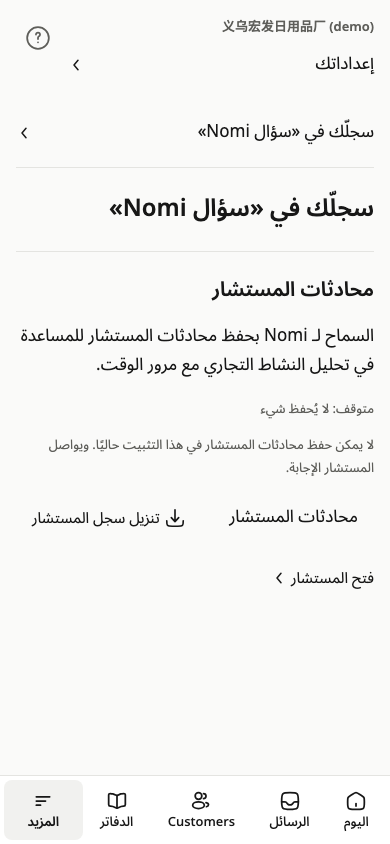 义乌宏发日用品厂 (demo)
إعداداتك
سجلّك في «سؤال Nomi»
سجلّك في «سؤال Nomi»
محادثات المستشار
السماح لـ Nomi بحفظ محادثات المستشار للمساعدة
في تحليل النشاط التجاري مع مرور الوقت.
متوقف: لا يُحفظ شيء
لا يمكن حفظ محادثات المستشار في هذا التثبيت حاليًا. ويواصل
المستشار الإجابة.
محادثات المستشار
تنزيل سجل المستشار
فتح المستشار
اليوم
الرسائل
Customers
الدفاتر
المزيد